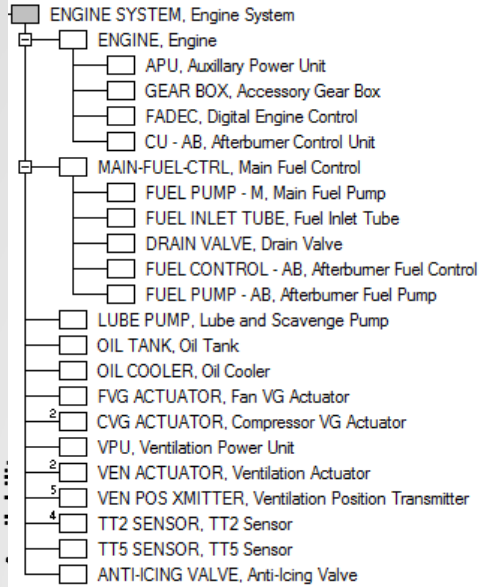 ENGINE SYSTEM, Engine System
ENGINE, Engine
APU, Auxillary Power Unit
GEAR BOX, Accessory Gear Box
FADEC, Digital Engine Control
CU - AB, Afterburner Control Unit
MAIN-FUEL-CTRL, Main Fuel Control
FUEL PUMP - M, Main Fuel Pump
FUEL INLET TUBE, Fuel Inlet Tube
DRAIN VALVE, Drain Valve
FUEL CONTROL - AB, Afterburner Fuel Control
FUEL PUMP - AB, Afterburner Fuel Pump
LUBE PUMP, Lube and Scavenge Pump
OIL TANK, Oil Tank
OIL COOLER, Oil Cooler
FVG ACTUATOR, Fan VG Actuator
2 CVG ACTUATOR, Compressor VG Actuator
VPU, Ventilation Power Unit
2 VEN ACTUATOR, Ventilation Actuator
5 VEN POS XMITTER, Ventilation Position Transmitter
4 TT2 SENSOR, TT2 Sensor
TT5 SENSOR, TT5 Sensor
ANTI-ICING VALVE, Anti-Icing Valve